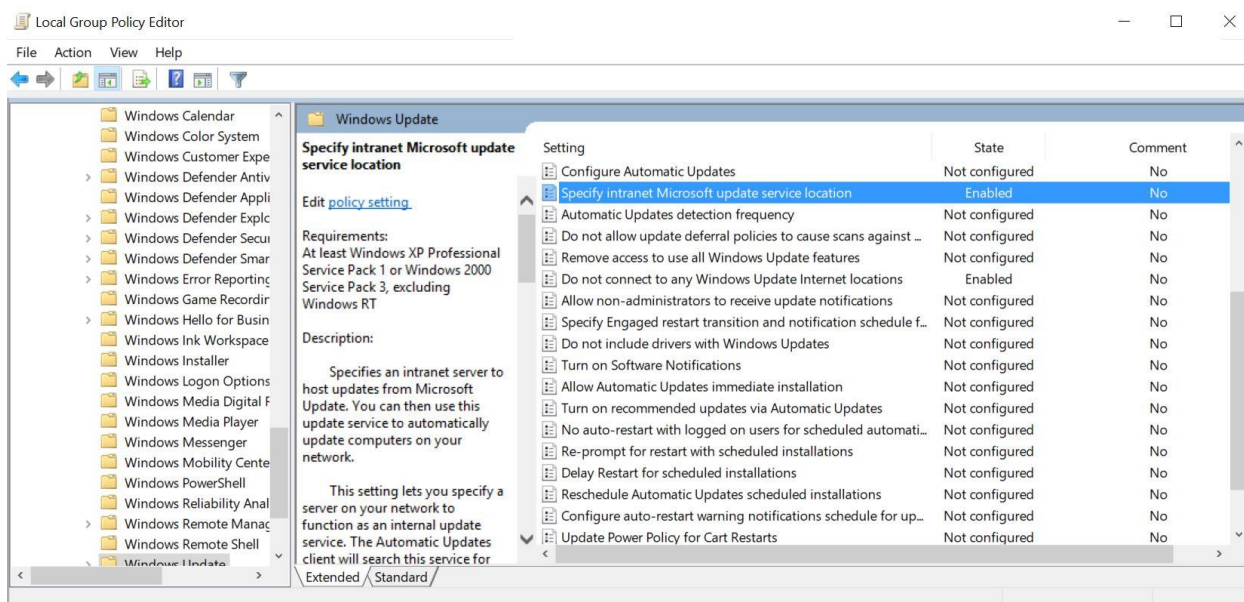 Local Group Policy Editor
File Action View Help
Windows Calendar
Windows Color System
Windows Customer Expe
Windows Defender Antiv
Windows Defender Appli
Windows Defender Explc
Windows Defender Secur
Windows Defender Smar
Windows Error Reporting
Windows Game Recordir
Windows Hello for Busin
Windows Ink Workspace
Windows Installer
Windows Logon Options
Windows Media Digital F
Windows Media Player
Windows Messenger
Windows Mobility Cente
Windows PowerShell
Windows Reliability Anal
Windows Remote Manag
Windows Remote Shell
Windows Update
Windows Update
Specify intranet Microsoft update
service location
Edit policy setting
Requirements:
At least Windows XP Professional
Service Pack 1 or Windows 2000
Service Pack 3, excluding
Windows RT
Description:
Specifies an intranet server to
host updates from Microsoft
Update. You can then use this
update service to automatically
update computers on your
network.
This setting lets you specify a
server on your network to
function as an internal update
service. The Automatic Updates
client will search this service for
Setting State Comment
Configure Automatic Updates Not configured No
Specify intranet Microsoft update service location Enabled No
Automatic Updates detection frequency Not configured No
Do not allow update deferral policies to cause scans against ... Not configured No
Remove access to use all Windows Update features Not configured No
Do not connect to any Windows Update Internet locations Enabled No
Allow non-administrators to receive update notifications Not configured No
Specify Engaged restart transition and notification schedule f... Not configured No
Do not include drivers with Windows Updates Not configured No
Turn on Software Notifications Not configured No
Allow Automatic Updates immediate installation Not configured No
Turn on recommended updates via Automatic Updates Not configured No
No auto-restart with logged on users for scheduled automati... Not configured No
Re-prompt for restart with scheduled installations Not configured No
Delay Restart for scheduled installations Not configured No
Reschedule Automatic Updates scheduled installations Not configured No
Configure auto-restart warning notifications schedule for up... Not configured No
Update Power Policy for Cart Restarts Not configured No
Extended Standard